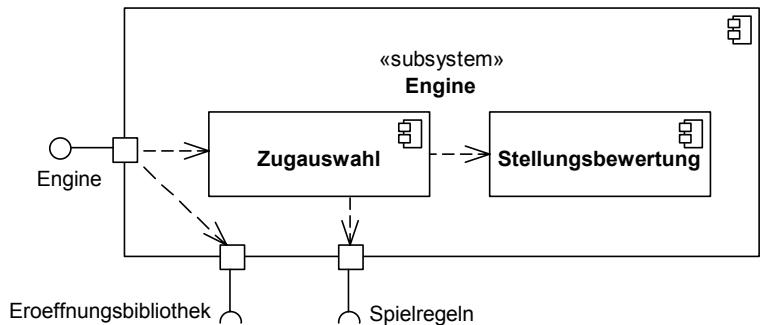 «subsystem»
Engine
Zugauswahl
Stellungsbewertung
Engine
Eroeffnungsbibliothek
Spielregeln